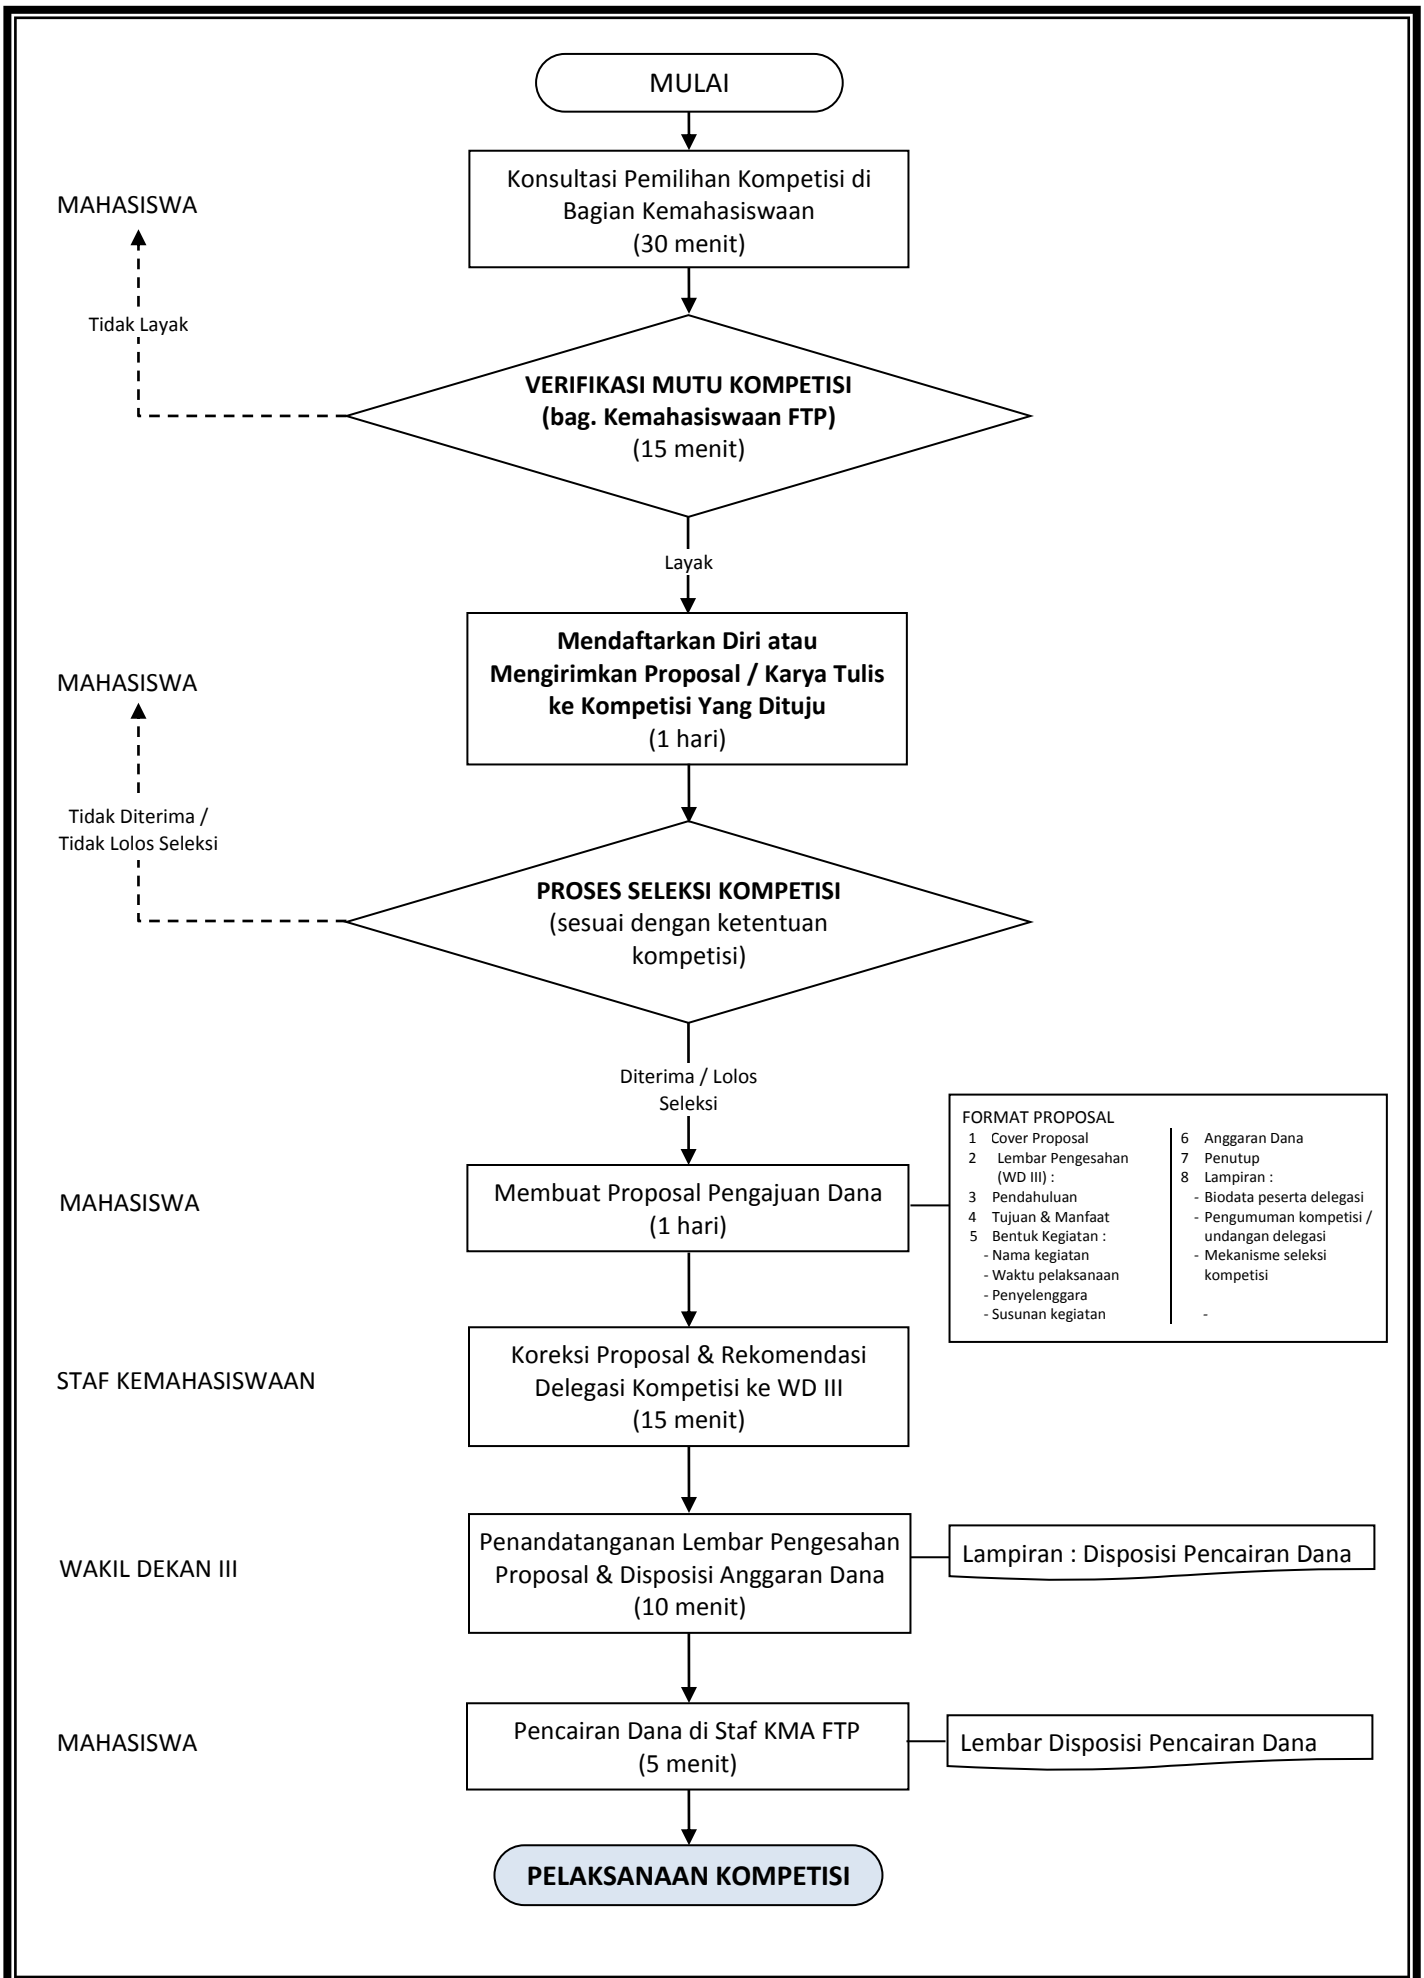 MULAI
MAHASISWA
Konsultasi Pemilihan Kompetisi di
Bagian Kemahasiswaan
(30 menit)
Tidak Layak
VERIFIKASI MUTU KOMPETISI
(bag. Kemahasiswaan FTP)
(15 menit)
Layak
MAHASISWA
Mendaftarkan Diri atau
Mengirimkan Proposal / Karya Tulis
ke Kompetisi Yang Dituju
(1 hari)
Tidak Diterima /
Tidak Lolos Seleksi
PROSES SELEKSI KOMPETISI
(sesuai dengan ketentuan
kompetisi)
Diterima / Lolos
Seleksi
MAHASISWA
Membuat Proposal Pengajuan Dana
(1 hari)
FORMAT PROPOSAL
1 Cover Proposal
2 Lembar Pengesahan
(WD III) :
3 Pendahuluan
4 Tujuan & Manfaat
5 Bentuk Kegiatan :
- Nama kegiatan
- Waktu pelaksanaan
- Penyelenggara
- Susunan kegiatan
6 Anggaran Dana
7 Penutup
8 Lampiran :
- Biodata peserta delegasi
- Pengumuman kompetisi /
undangan delegasi
- Mekanisme seleksi
kompetisi
-
STAF KEMAHASISWAAN
Koreksi Proposal & Rekomendasi
Delegasi Kompetisi ke WD III
(15 menit)
WAKIL DEKAN III
Penandatanganan Lembar Pengesahan
Proposal & Disposisi Anggaran Dana
(10 menit)
Lampiran : Disposisi Pencairan Dana
MAHASISWA
Pencairan Dana di Staf KMA FTP
(5 menit)
Lembar Disposisi Pencairan Dana
PELAKSANAAN KOMPETISI